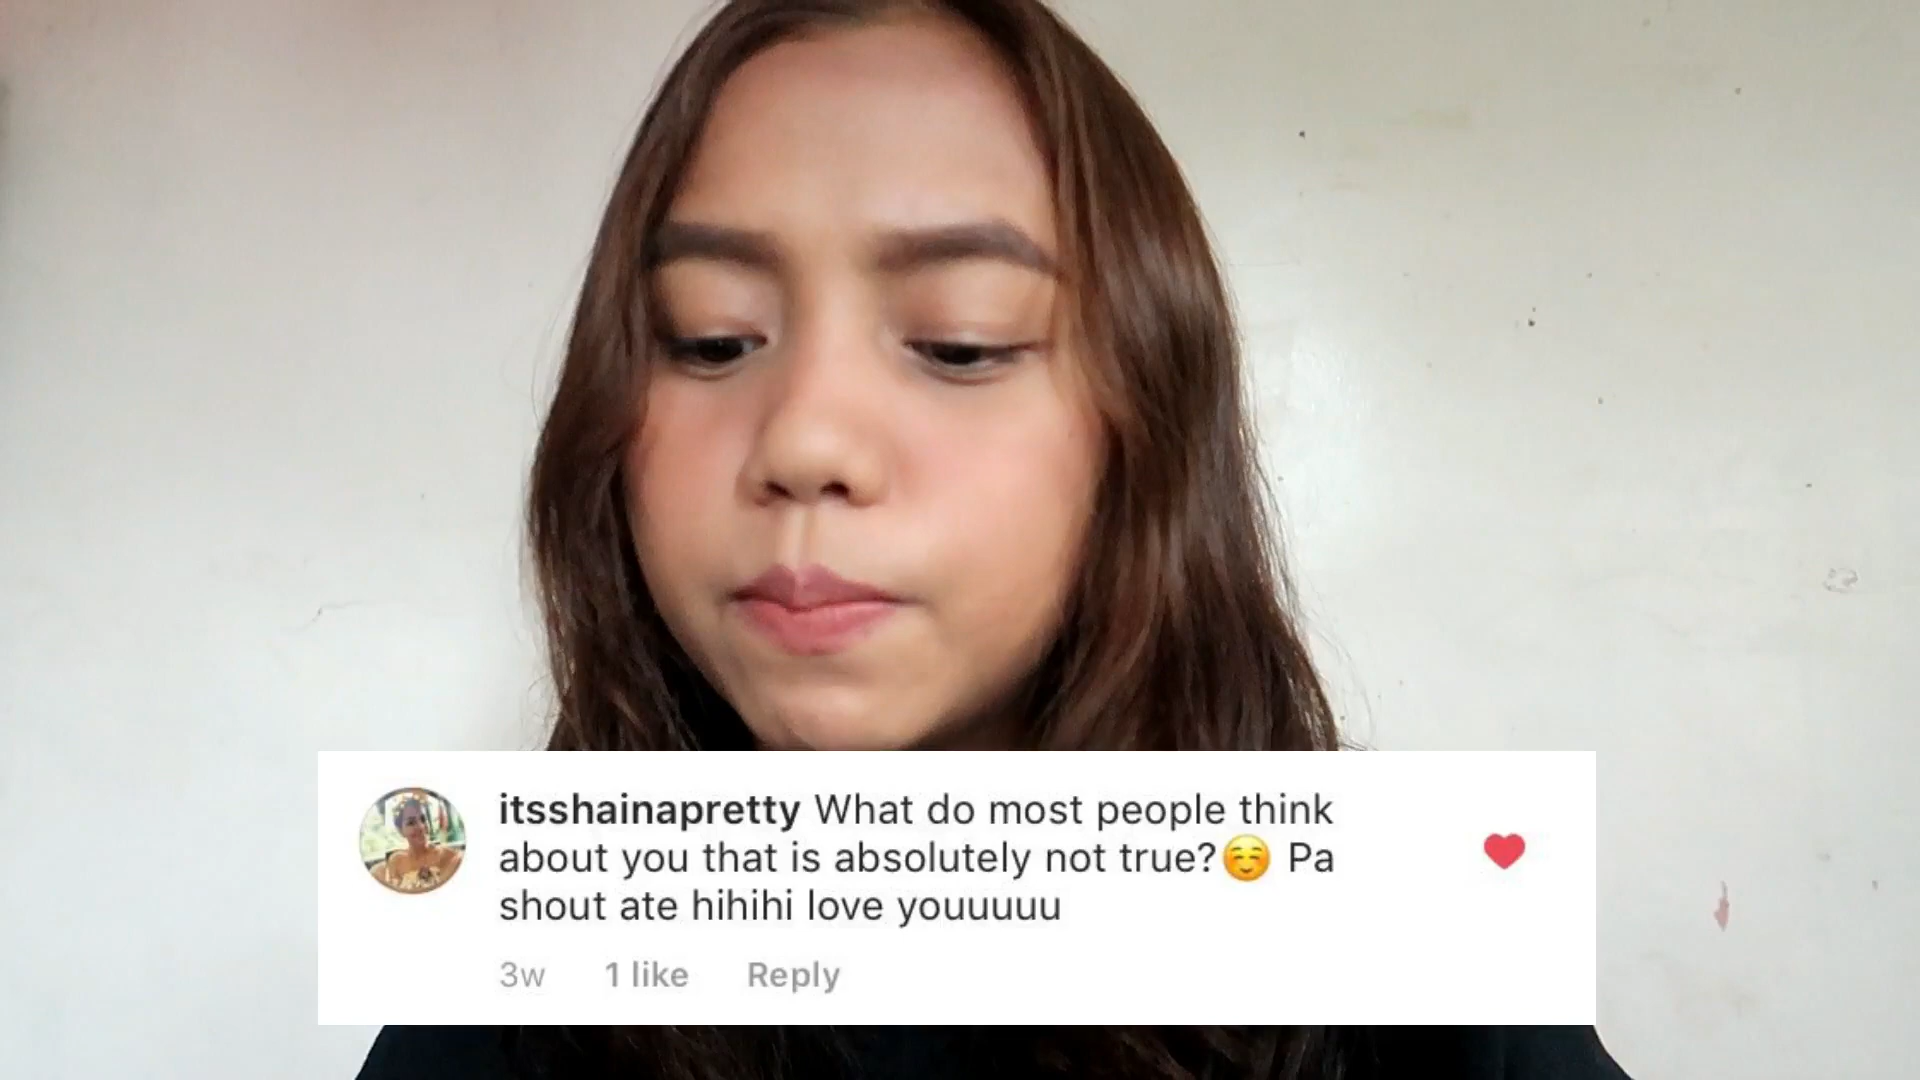 itsshainapretty What do most people think
about you that is absolutely not true?☺️ Pa
shout ate hihihi love youuuuu
3w 1 like Reply